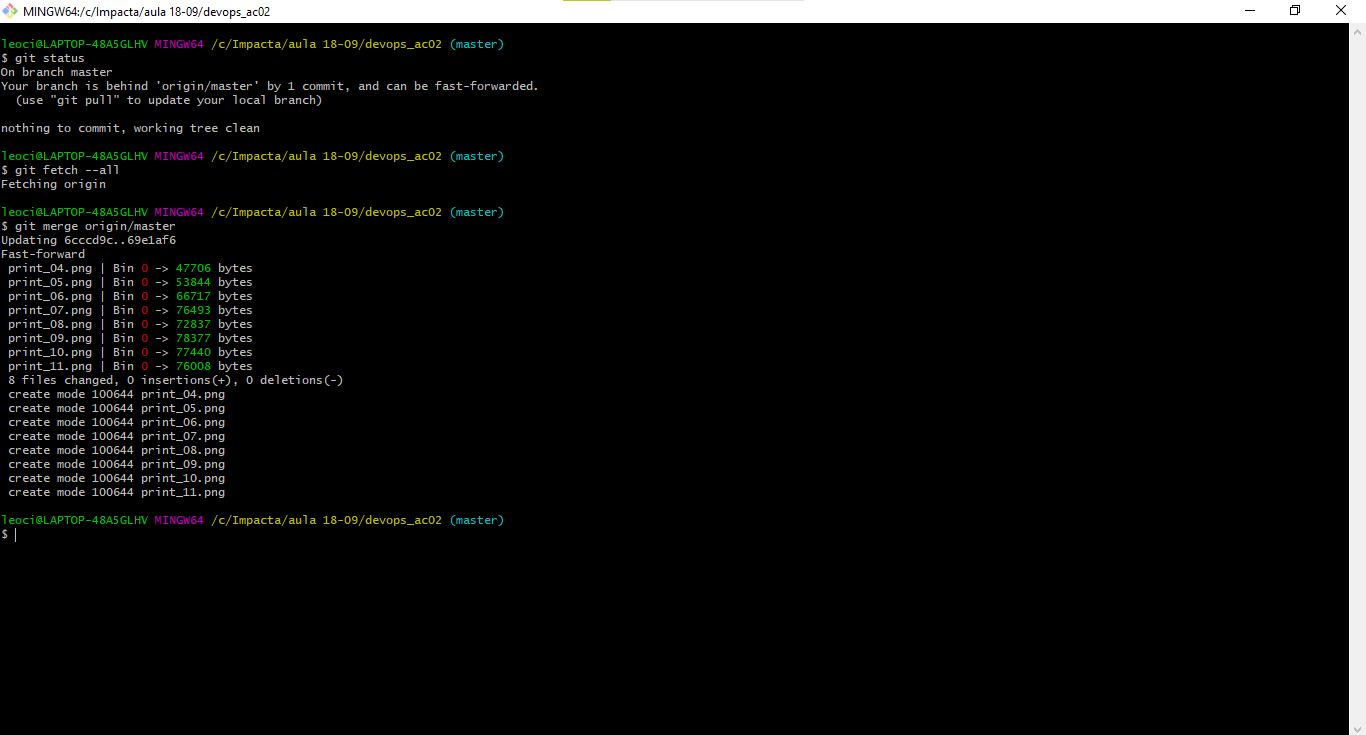 MINGW64:/c/Impacta/aula 18-09/devops_ac02
leoci@LAPTOP-48A5GLHV MINGW64 /c/Impacta/aula 18-09/devops_ac02 (master)
$ git status
On branch master
Your branch is behind 'origin/master' by 1 commit, and can be fast-forwarded.
  (use "git pull" to update your local branch)
nothing to commit, working tree clean
leoci@LAPTOP-48A5GLHV MINGW64 /c/Impacta/aula 18-09/devops_ac02 (master)
$ git fetch --all
Fetching origin
leoci@LAPTOP-48A5GLHV MINGW64 /c/Impacta/aula 18-09/devops_ac02 (master)
$ git merge origin/master
Updating 6cccd9c..69e1af6
Fast-forward
 print_04.png | Bin 0 -> 47706 bytes
 print_05.png | Bin 0 -> 53844 bytes
 print_06.png | Bin 0 -> 66717 bytes
 print_07.png | Bin 0 -> 76493 bytes
 print_08.png | Bin 0 -> 72837 bytes
 print_09.png | Bin 0 -> 78377 bytes
 print_10.png | Bin 0 -> 77440 bytes
 print_11.png | Bin 0 -> 76008 bytes
 8 files changed, 0 insertions(+), 0 deletions(-)
 create mode 100644 print_04.png
 create mode 100644 print_05.png
 create mode 100644 print_06.png
 create mode 100644 print_07.png
 create mode 100644 print_08.png
 create mode 100644 print_09.png
 create mode 100644 print_10.png
 create mode 100644 print_11.png
leoci@LAPTOP-48A5GLHV MINGW64 /c/Impacta/aula 18-09/devops_ac02 (master)
$